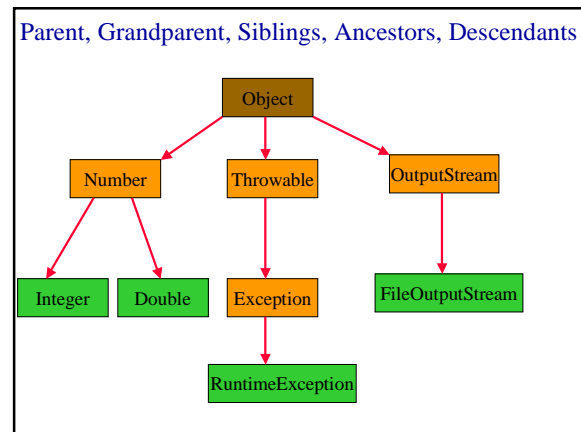 Parent, Grandparent, Siblings, Ancestors, Descendants
Object
Number
Throwable
OutputStream
Integer
Double
Exception
FileOutputStream
RuntimeException